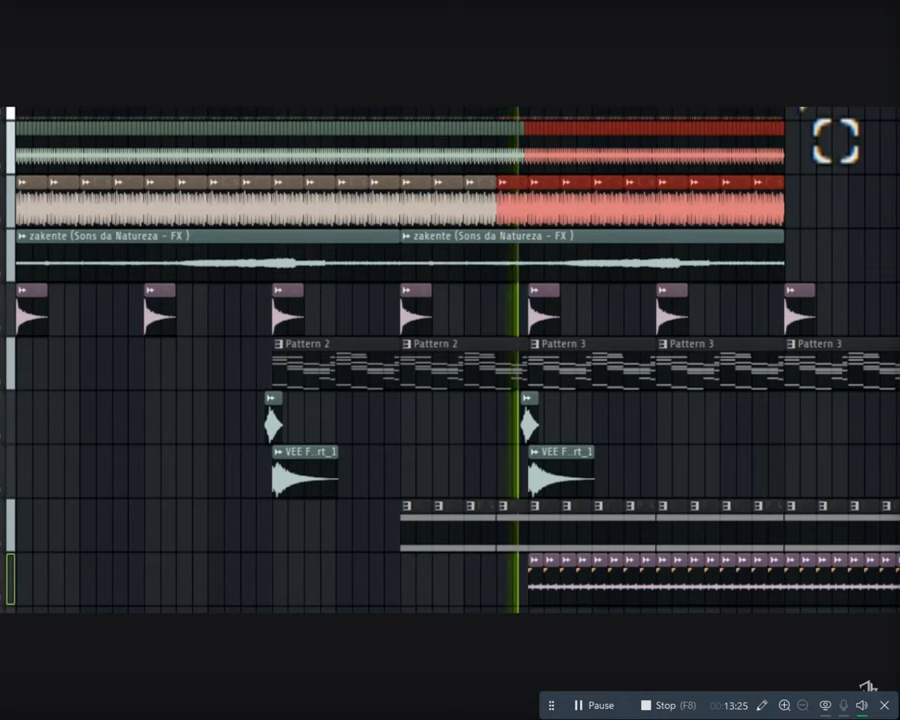 zakente (Sons da Natureza - FX )
zakente (Sons da Natureza - FX )
Pattern 2
Pattern 2
Pattern 3
Pattern 3
Pattern 3
VEE F..rt_1
VEE F..rt_1
Pause
Stop (F8)
00:13:25